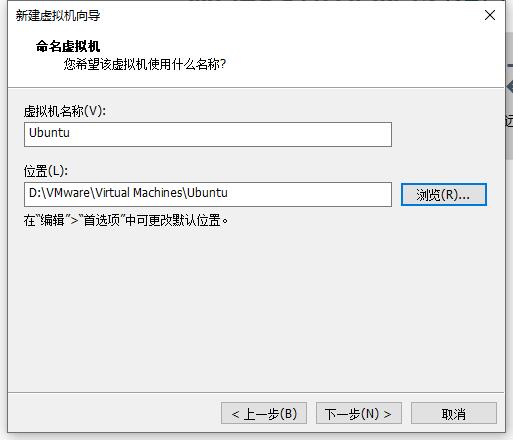 新建虚拟机向导
命名虚拟机
您希望该虚拟机使用什么名称?
虚拟机名称(V):
Ubuntu
位置(L):
D:\VMware\Virtual Machines\Ubuntu
浏览(R)...
在"编辑">"首选项"中可更改默认位置。
< 上一步(B)
下一步(N) >
取消